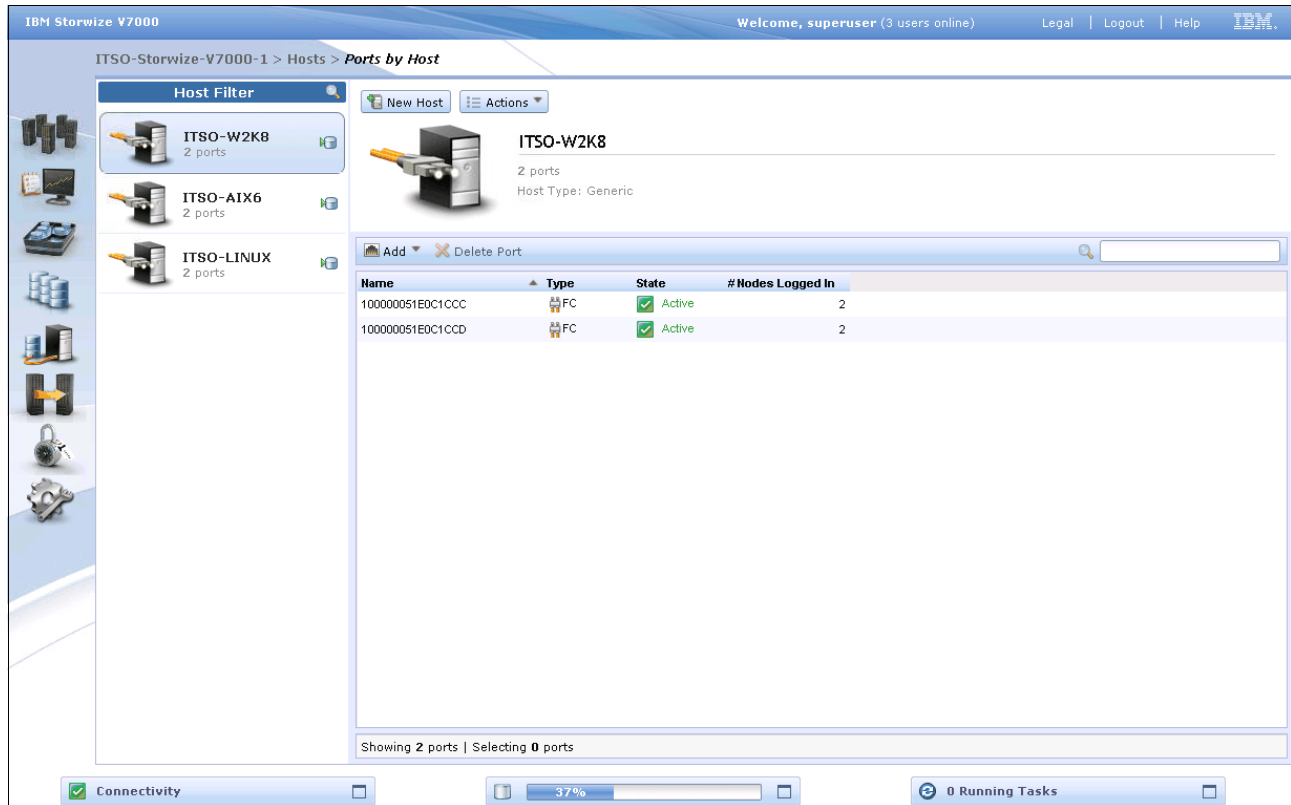 IBM Storwize V7000
Welcome, superuser (3 users online)
Legal | Logout | Help
IBM.
ITSO-Storwize-V7000-1 > Hosts > Ports by Host
Host Filter
ITSO-W2K8
2 ports
ITSO-AIX6
2 ports
ITSO-LINUX
2 ports
New Host
Actions
ITSO-W2K8
2 ports
Host Type: Generic
Add
Delete Port
Name Type State #Nodes Logged In
100000051E0C1CCC FC Active 2
100000051E0C1CCD FC Active 2
Showing 2 ports | Selecting 0 ports
Connectivity
37%
0 Running Tasks